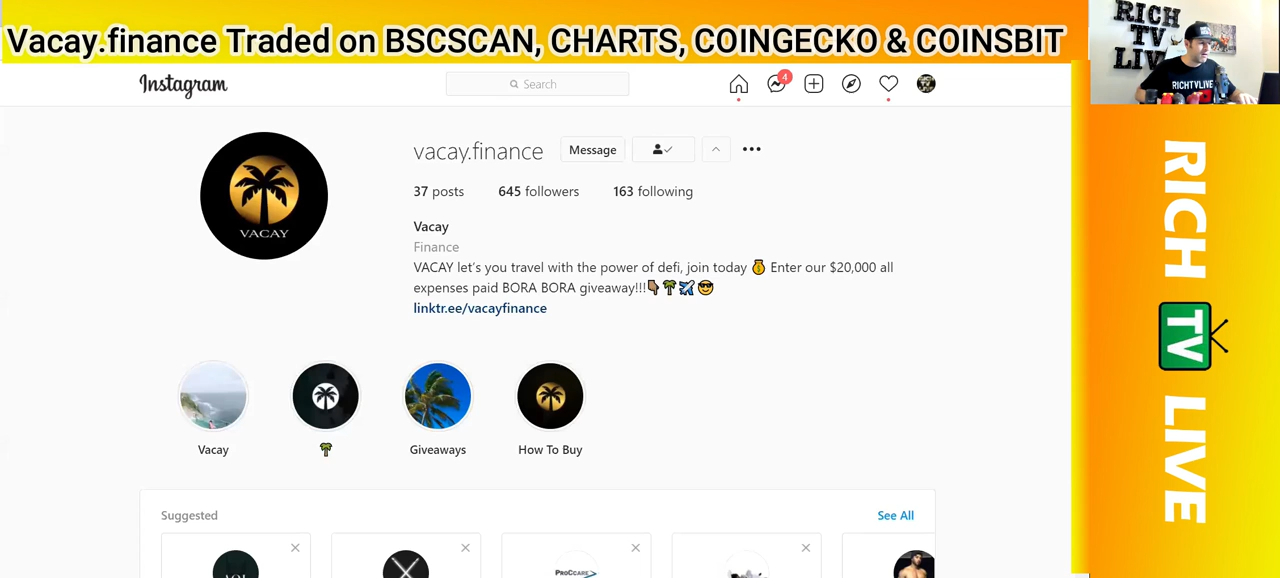 Vacay.finance Traded on BSCSCAN, CHARTS, COINGECKO & COINSBIT
RICH
TV
LIV
RICHTVLIVE
Instagram
Search
4
vacay.finance
Message
37 posts 645 followers 163 following
Vacay
Finance
VACAY let's you travel with the power of defi, join today 💰 Enter our $20,000 all
expenses paid BORA BORA giveaway!!!👇🏾🌴✈️😎
linktr.ee/vacayfinance
VACAY
Vacay
🌴
Giveaways
How To Buy
Suggested
See All
PROCCARE
RICH
TV
LIVE